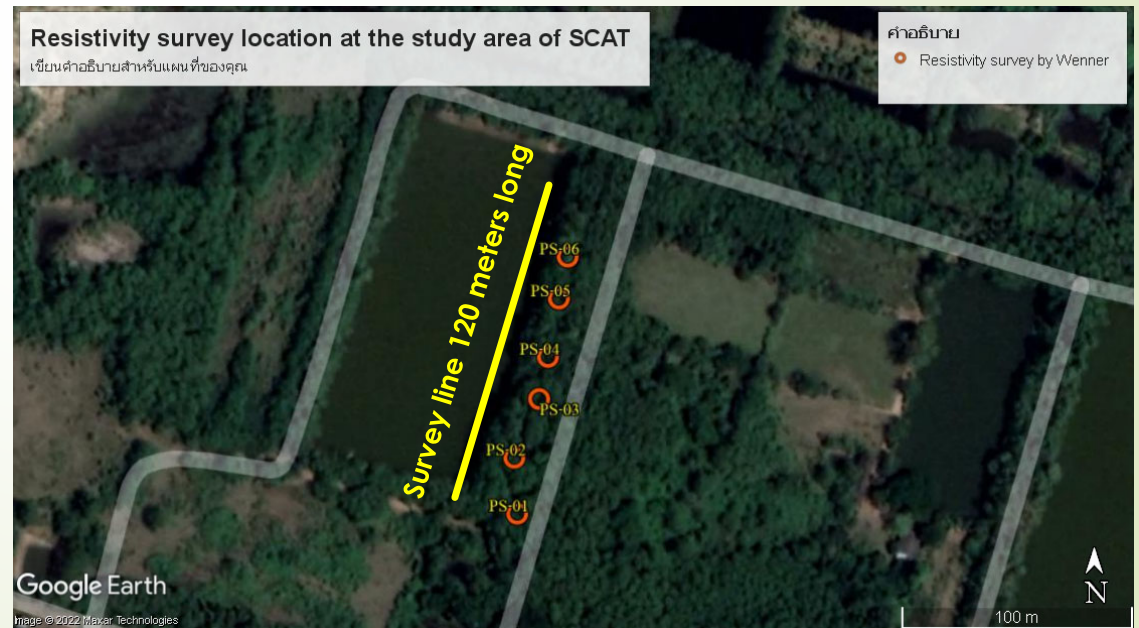 Resistivity survey location at the study area of SCAT
เขียนคำอธิบายสำหรับแผนที่ของคุณ
คำอธิบาย
Resistivity survey by Wenner
Survey line 120 meters long
PS-06
PS-05
PS-04
PS-03
PS-02
PS-01
Google Earth
Image © 2022 Maxar Technologies
N
100 m